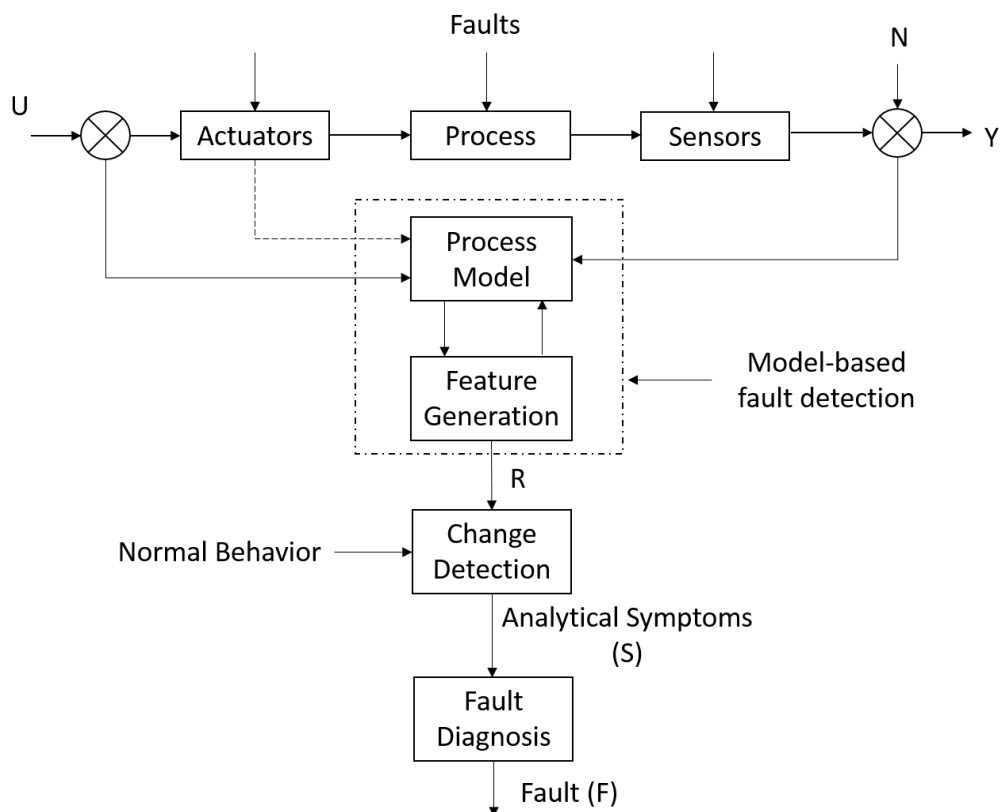 Faults
N
U
Actuators
Process
Sensors
Y
Process
Model
Feature
Generation
Model-based
fault detection
R
Normal Behavior
Change
Detection
Analytical Symptoms
(S)
Fault
Diagnosis
Fault (F)